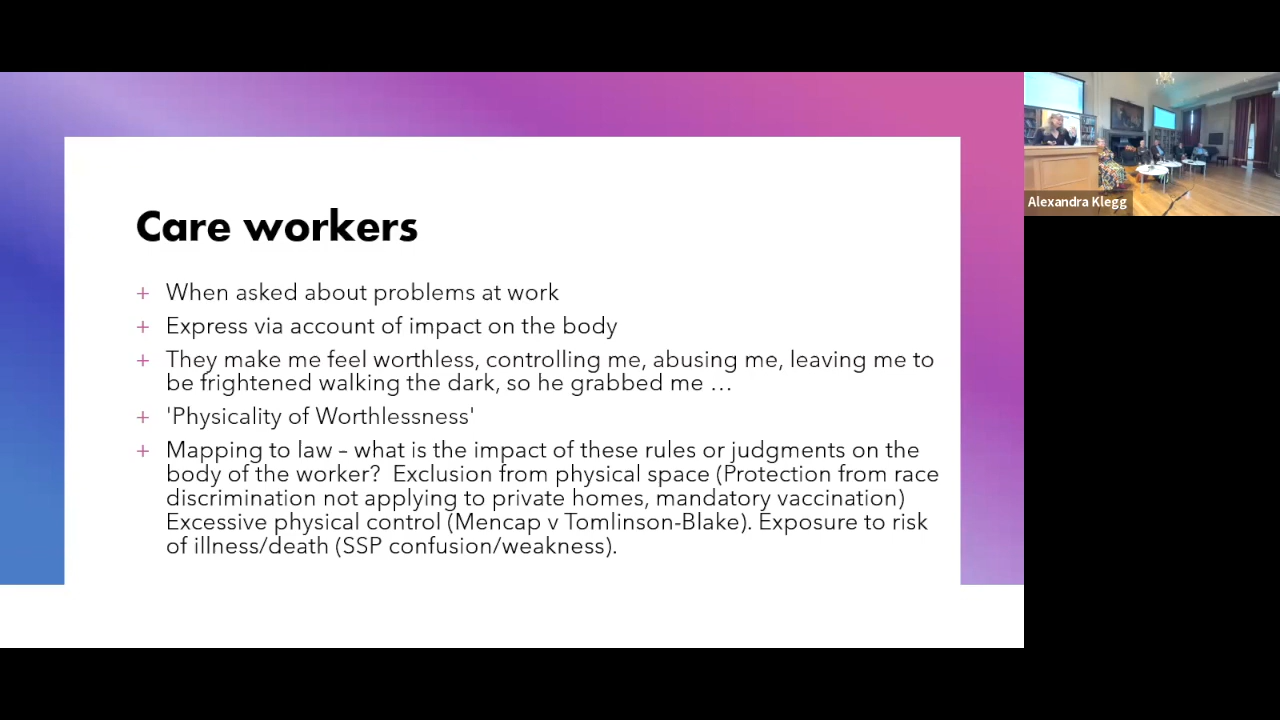 Care workers
+ When asked about problems at work
+ Express via account of impact on the body
+ They make me feel worthless, controlling me, abusing me, leaving me to
be frightened walking the dark, so he grabbed me …
+ 'Physicality of Worthlessness'
+ Mapping to law – what is the impact of these rules or judgments on the
body of the worker?  Exclusion from physical space (Protection from race
discrimination not applying to private homes, mandatory vaccination)
Excessive physical control (Mencap v Tomlinson-Blake). Exposure to risk
of illness/death (SSP confusion/weakness).
Alexandra Klegg